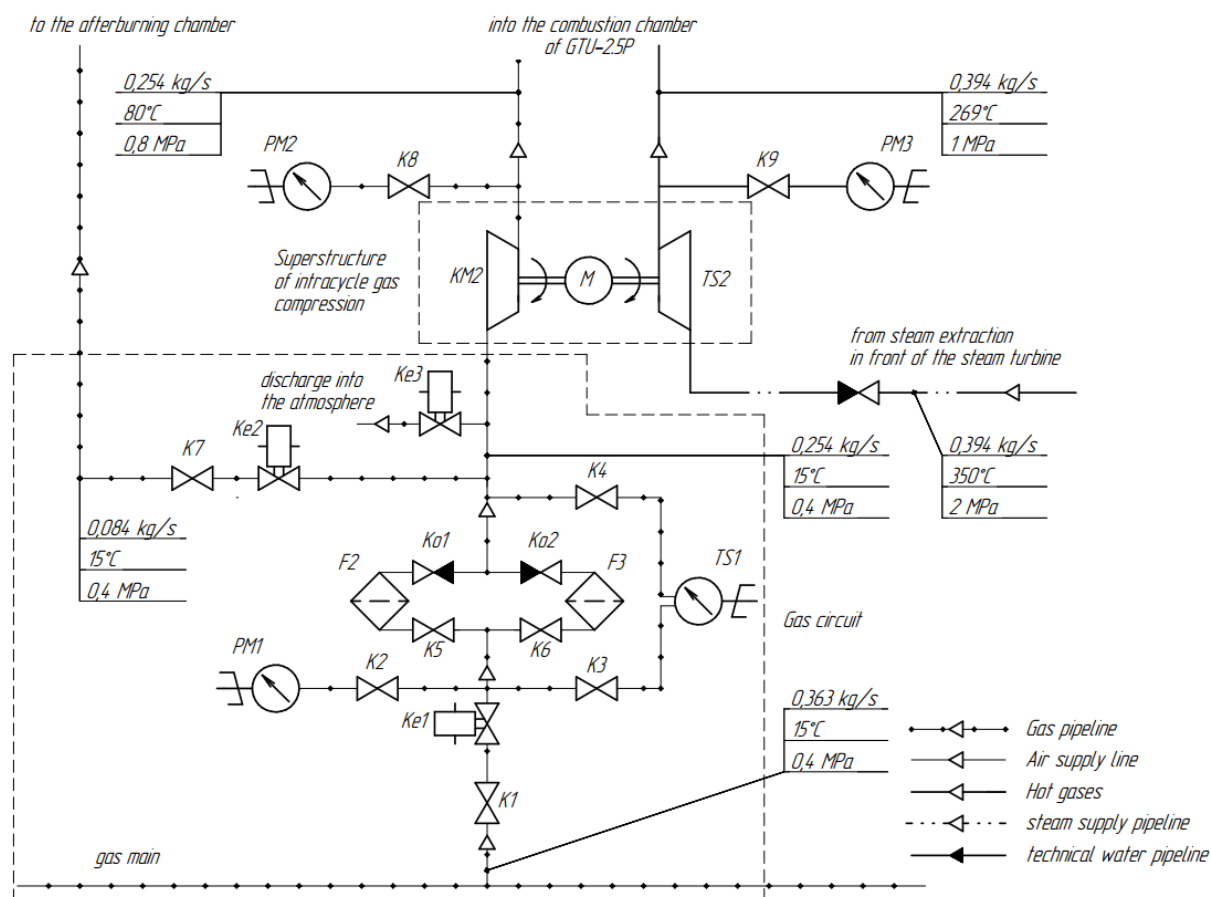 to the afterburning chamber
into the combustion chamber
of GTU-2.5P
0,254 kg/s
80°C
0,8 MPa
0,394 kg/s
269°C
1 MPa
PM2
K8
K9
PM3
Superstructure
of intracycle gas
compression
KM2
M
TS2
from steam extraction
in front of the steam turbine
discharge into
the atmosphere
Ke3
Ke2
K7
K4
0,254 kg/s
15°C
0,4 MPa
0,394 kg/s
350°C
2 MPa
0,084 kg/s
15°C
0,4 MPa
F2
Ko1
Ko2
F3
TS1
K5
K6
Gas circuit
PM1
K2
K3
Ke1
0,363 kg/s
15°C
0,4 MPa
K1
gas main
Gas pipeline
Air supply line
Hot gases
steam supply pipeline
technical water pipeline